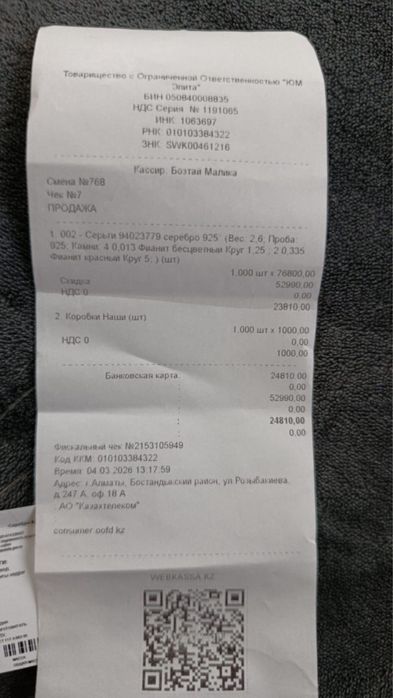 Товарищество с Ограниченной Ответственностью "ЮМ
Элита"
БИН 050840008835
НДС Серия № 1191065
ИНК 1063697
РНК 010103384322
ЗНК SWK00461216
Кассир Бозтай Малика
Смена №768
Чек №7
ПРОДАЖА
1. 002 - Серьги 94023779 серебро 925 (Вес: 2,6; Проба:
925; Камни: 4 0,013 Фианит бесцветный Круг 1,25 ; 2 0,335
Фианит красный Круг 5; ) (шт)
1,000 шт x 76800,00
Скидка 52990,00
НДС 0 0,00
23810,00
2. Коробки Наши (шт)
1,000 шт x 1000,00
НДС 0 0,00
1000,00
Банковская карта: 24810,00
0,00
: 52990,00
0,00
: 24810,00
0,00
Фискальный чек №2153105949
Код ККМ: 010103384322
Время: 04.03.2026 13:17:59
Адрес: г.Алматы, Бостандыкский район, ул Розыбакиева,
д.247 А, оф.18 А
АО "Казахтелеком"
consumer.oofd.kz
WEBKASSA.KZ